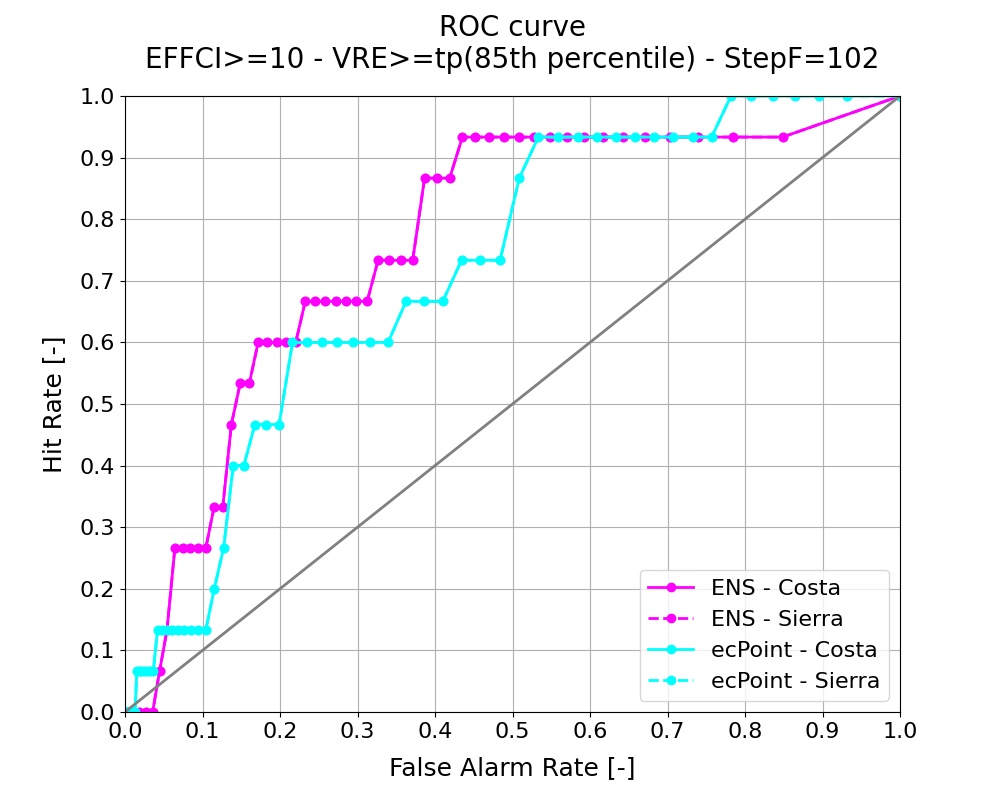 ROC curve
EFFCI>=10 - VRE>=tp(85th percentile) - StepF=102
1.0
0.9
0.8
0.7
0.6
0.5
0.4
0.3
0.2
0.1
0.0
Hit Rate [-]
0.0 0.1 0.2 0.3 0.4 0.5 0.6 0.7 0.8 0.9 1.0
False Alarm Rate [-]
ENS - Costa
ENS - Sierra
ecPoint - Costa
ecPoint - Sierra